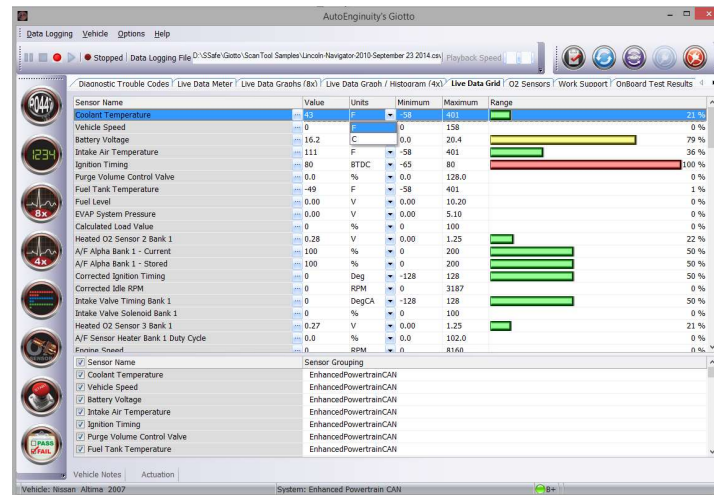 AutoEnginuity's Giotto
Data Logging Vehicle Options Help
Stopped Data Logging File D:\SSafe\Giotto\ScanTool Samples\Lincoln-Navigator-2010-September 23 2014.csv Playback Speed
Diagnostic Trouble Codes Live Data Meter Live Data Graphs (8x) Live Data Graph / Histogram (4x) Live Data Grid O2 Sensors Work Support OnBoard Test Results
Sensor Name Value Units Minimum Maximum Range
Coolant Temperature ... 43 F -58 401 21 %
Vehicle Speed ... 0 F 0 158 0 %
Battery Voltage ... 16.2 C 0.0 20.4 79 %
Intake Air Temperature ... 111 F -58 401 36 %
Ignition Timing ... 80 BTDC -65 80 100 %
Purge Volume Control Valve ... 0.0 % 0.0 128.0 0 %
Fuel Tank Temperature ... -49 F -58 401 1 %
Fuel Level ... 0.00 V 0.00 10.20 0 %
EVAP System Pressure ... 0.00 V 0.00 5.10 0 %
Calculated Load Value ... 0 % 0 100 0 %
Heated O2 Sensor 2 Bank 1 ... 0.28 V 0.00 1.25 22 %
A/F Alpha Bank 1 - Current ... 100 % 0 200 50 %
A/F Alpha Bank 1 - Stored ... 100 % 0 200 50 %
Corrected Ignition Timing ... 0 Deg -128 128 50 %
Corrected Idle RPM ... 0 RPM 0 3187 0 %
Intake Valve Timing Bank 1 ... 0 DegCA -128 128 50 %
Intake Valve Solenoid Bank 1 ... 0 % 0 100 0 %
Heated O2 Sensor 3 Bank 1 ... 0.27 V 0.00 1.25 21 %
A/F Sensor Heater Bank 1 Duty Cycle ... 0.0 % 0.0 102.0 0 %
Engine Speed ... 0 RPM 0 8160 0 %
Sensor Name Sensor Grouping
Coolant Temperature EnhancedPowertrainCAN
Vehicle Speed EnhancedPowertrainCAN
Battery Voltage EnhancedPowertrainCAN
Intake Air Temperature EnhancedPowertrainCAN
Ignition Timing EnhancedPowertrainCAN
Purge Volume Control Valve EnhancedPowertrainCAN
Fuel Tank Temperature EnhancedPowertrainCAN
P044
1234
8x
4x
O2
SENSOR
PASS
FAIL
Vehicle Notes Actuation
Vehicle: Nissan Altima 2007 System: Enhanced Powertrain CAN B+